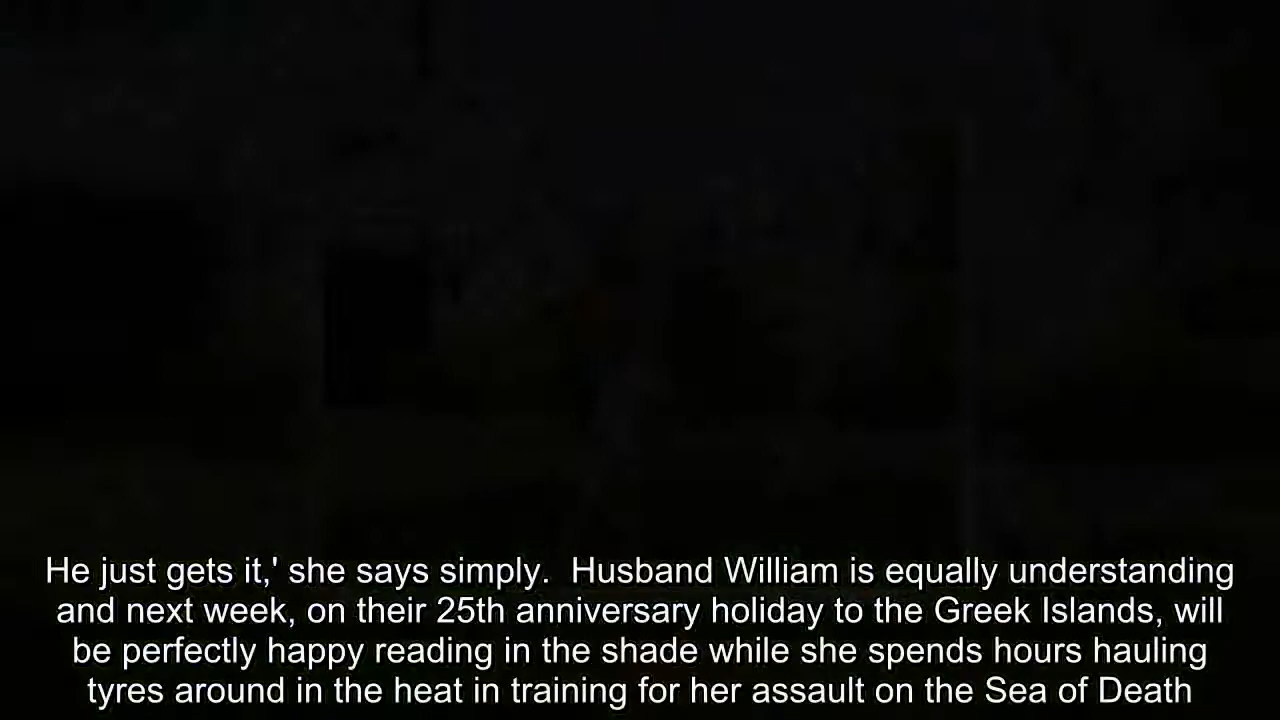 He just gets it,' she says simply.  Husband William is equally understanding
and next week, on their 25th anniversary holiday to the Greek Islands, will
be perfectly happy reading in the shade while she spends hours hauling
tyres around in the heat in training for her assault on the Sea of Death